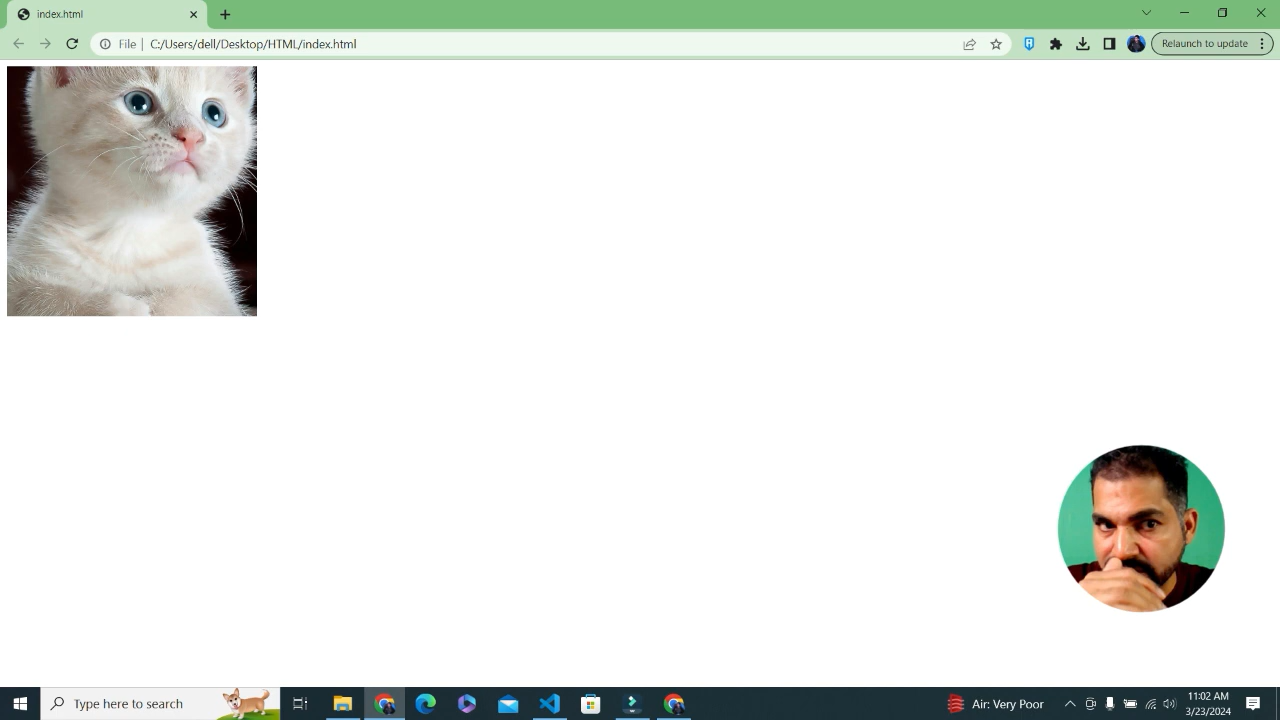 index.html
File
C:/Users/dell/Desktop/HTML/index.html
Relaunch to update
Type here to search
Air: Very Poor
11:02 AM
3/23/2024